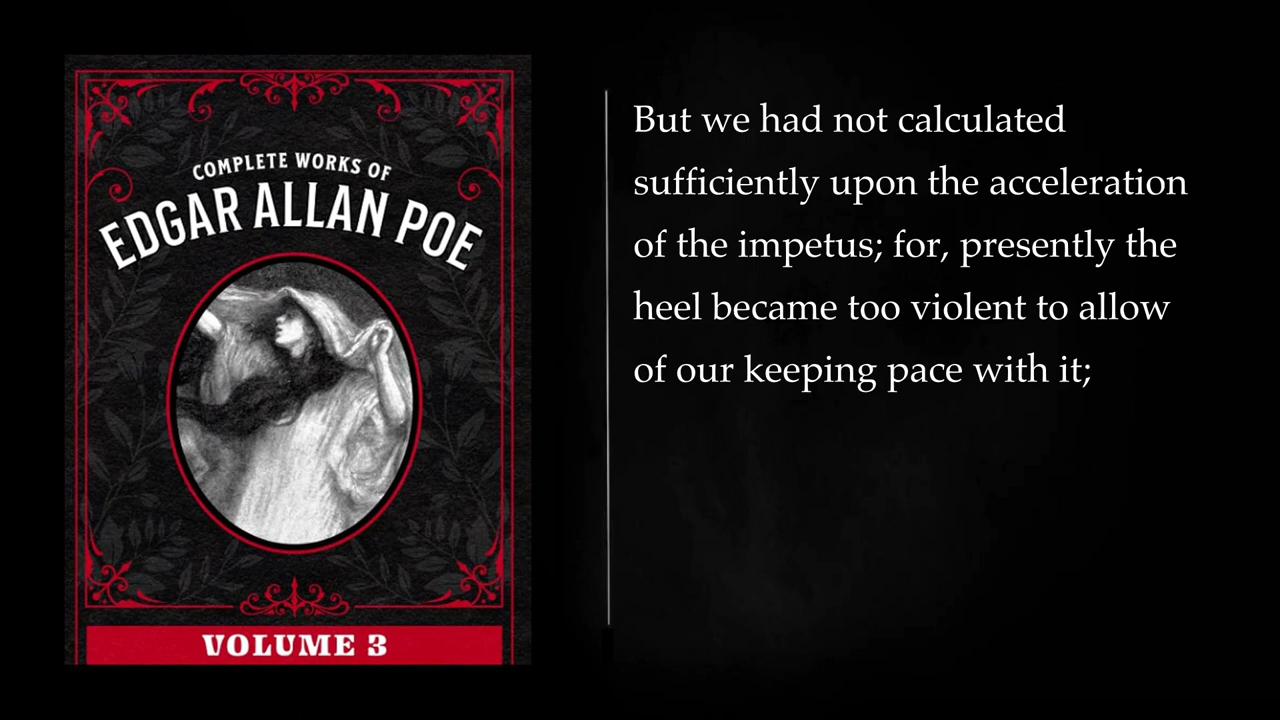 COMPLETE WORKS OF
EDGAR ALLAN POE
VOLUME 3
But we had not calculated
sufficiently upon the acceleration
of the impetus; for, presently the
heel became too violent to allow
of our keeping pace with it;